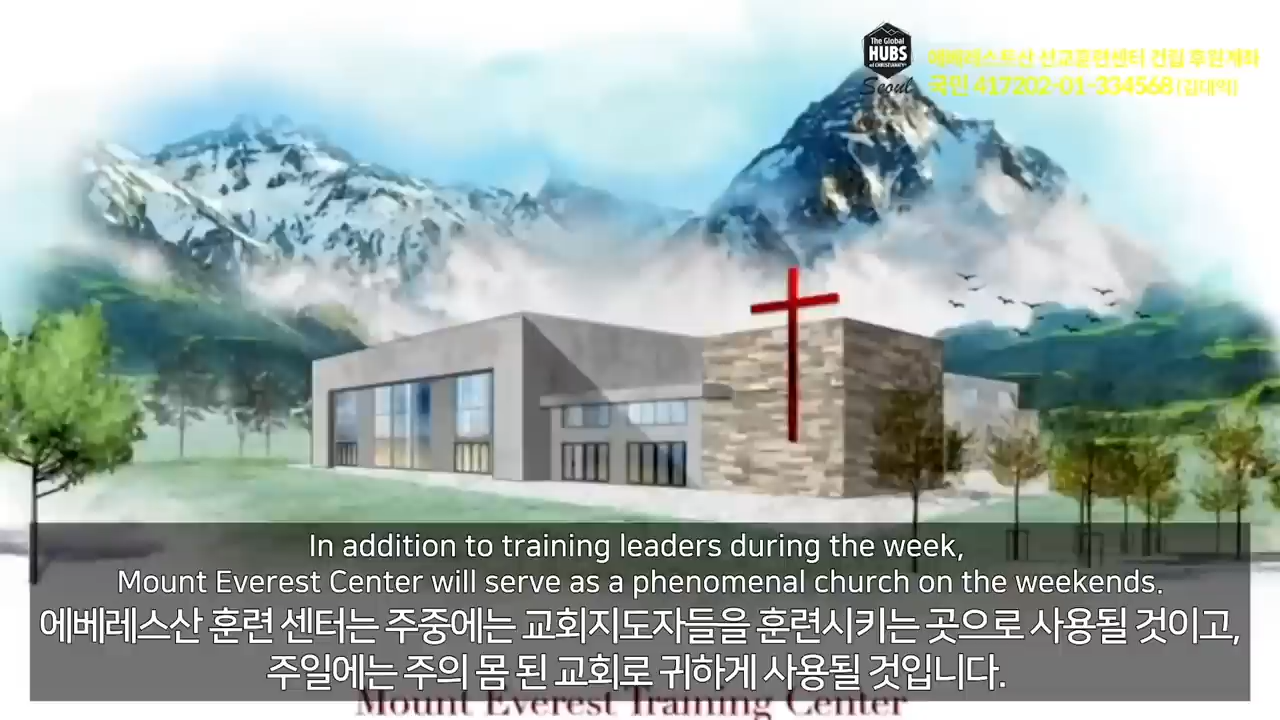 The Global
HUBS
of CHRISTIANITY
Seoul
에베레스트산 선교훈련센터 건립 후원계좌
국민 417202-01-334568 (김대억)
In addition to training leaders during the week,
Mount Everest Center will serve as a phenomenal church on the weekends.
에베레스산 훈련 센터는 주중에는 교회지도자들을 훈련시키는 곳으로 사용될 것이고,
주일에는 주의 몸 된 교회로 귀하게 사용될 것입니다.
Mount Everest Training Center